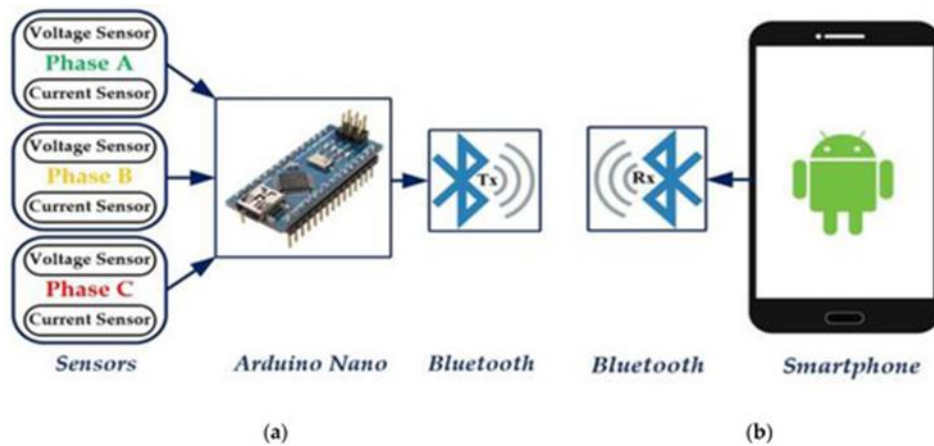 Voltage Sensor
Phase A
Current Sensor
Voltage Sensor
Phase B
Current Sensor
Voltage Sensor
Phase C
Current Sensor
Tx
Rx
Sensors
Arduino Nano
Bluetooth
Bluetooth
Smartphone
(a)
(b)